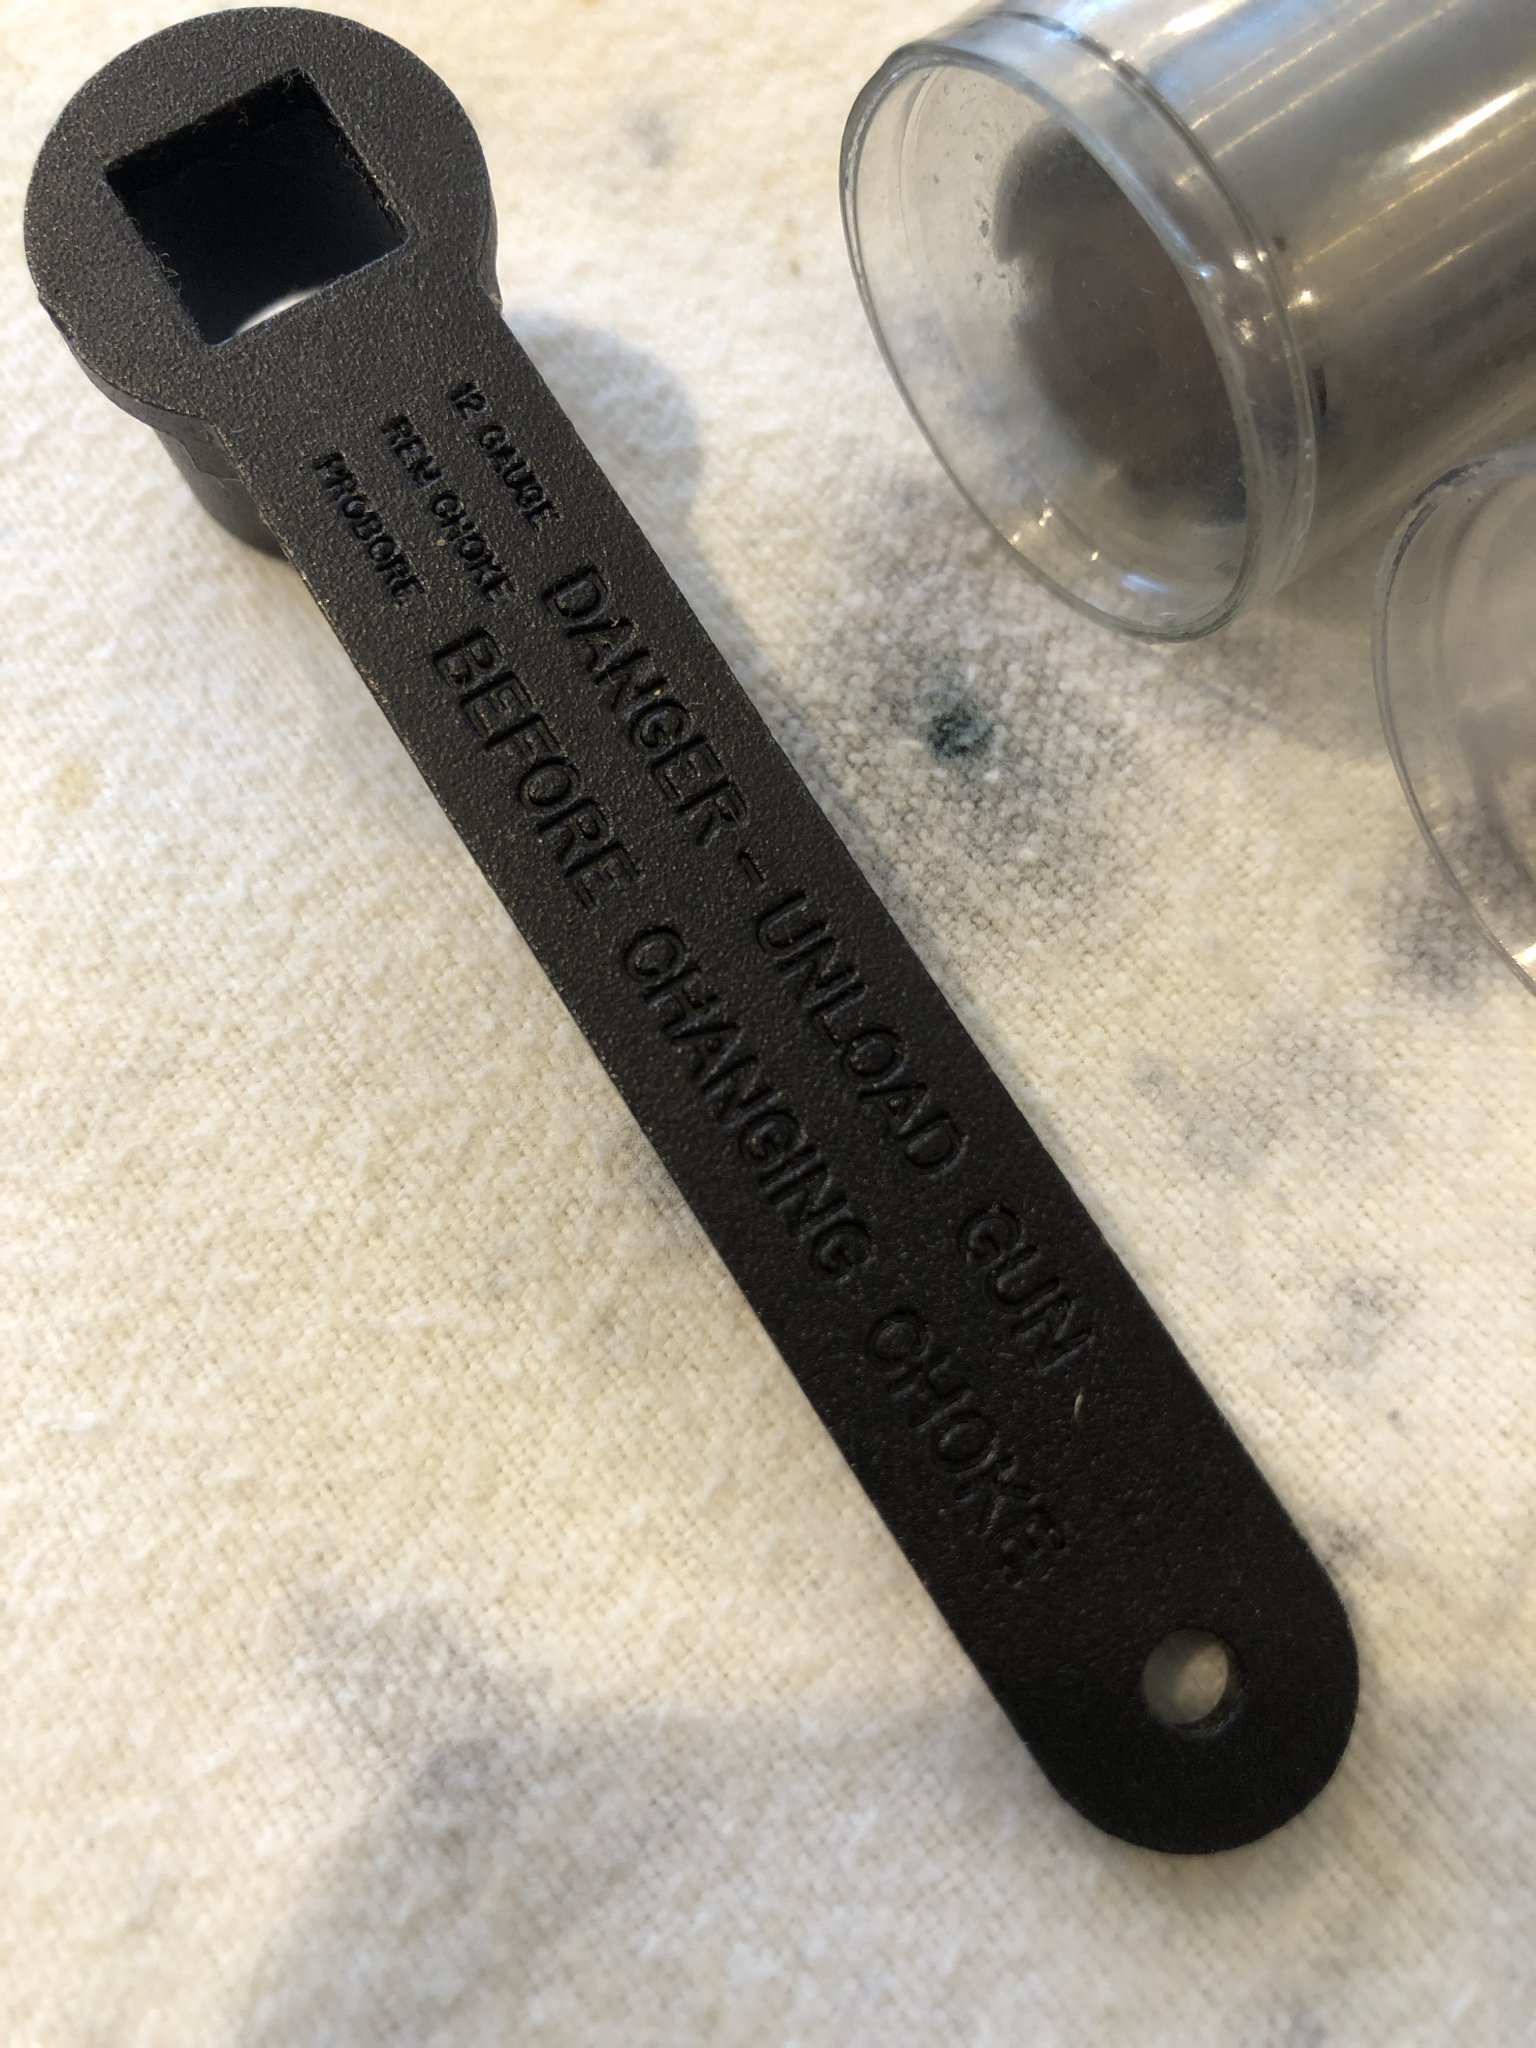 12 GAUGE
REM CHOKE
PROBORE
DANGER - UNLOAD GUN
BEFORE CHANGING CHOKE